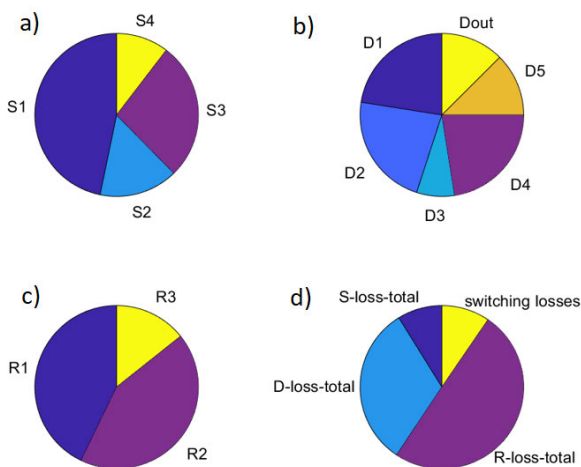 a)
S4
S1
S3
S2
b)
Dout
D1
D5
D2
D4
D3
c)
R3
R1
R2
d)
S-loss-total
switching losses
D-loss-total
R-loss-total